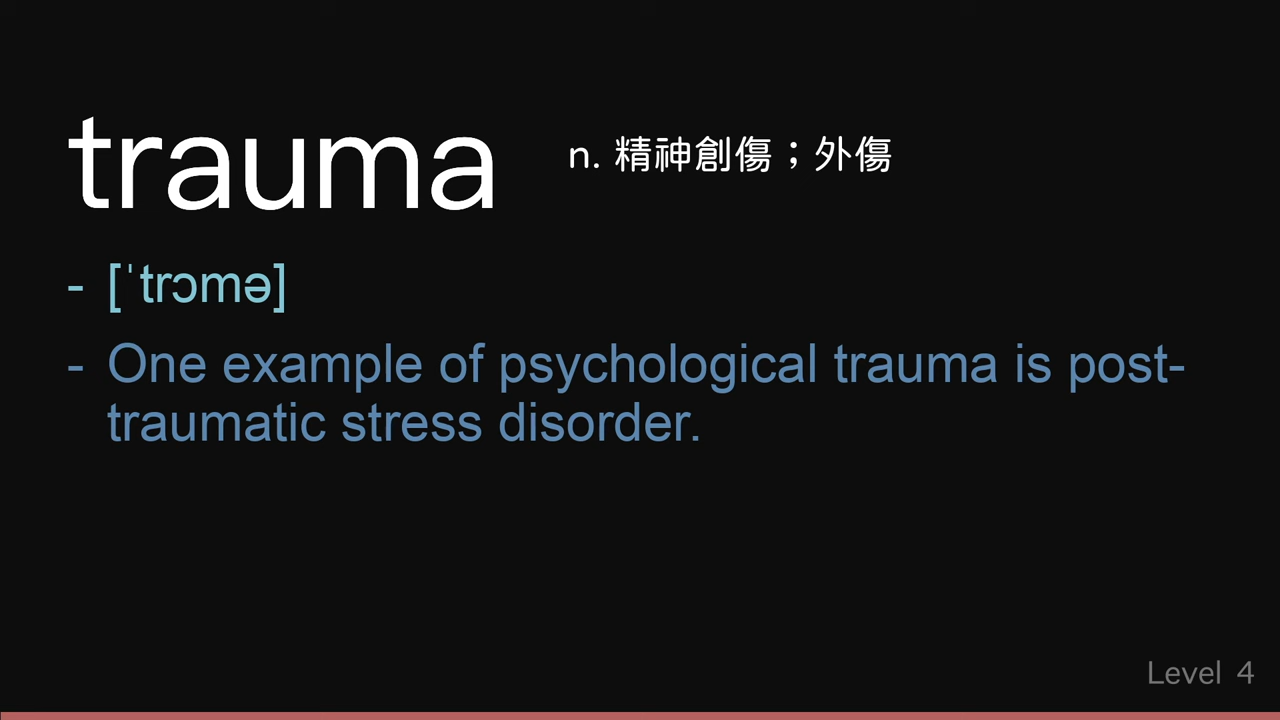 trauma n. 精神創傷；外傷
- [ˈtrɔmə]
- One example of psychological trauma is post-
traumatic stress disorder.
Level 4